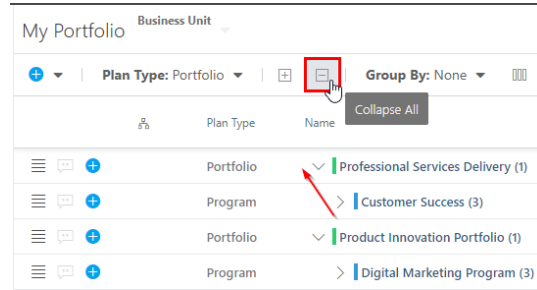 My Portfolio Business Unit
Plan Type: Portfolio Group By: None
Collapse All
Plan Type Name
Portfolio Professional Services Delivery (1)
Program Customer Success (3)
Portfolio Product Innovation Portfolio (1)
Program Digital Marketing Program (3)